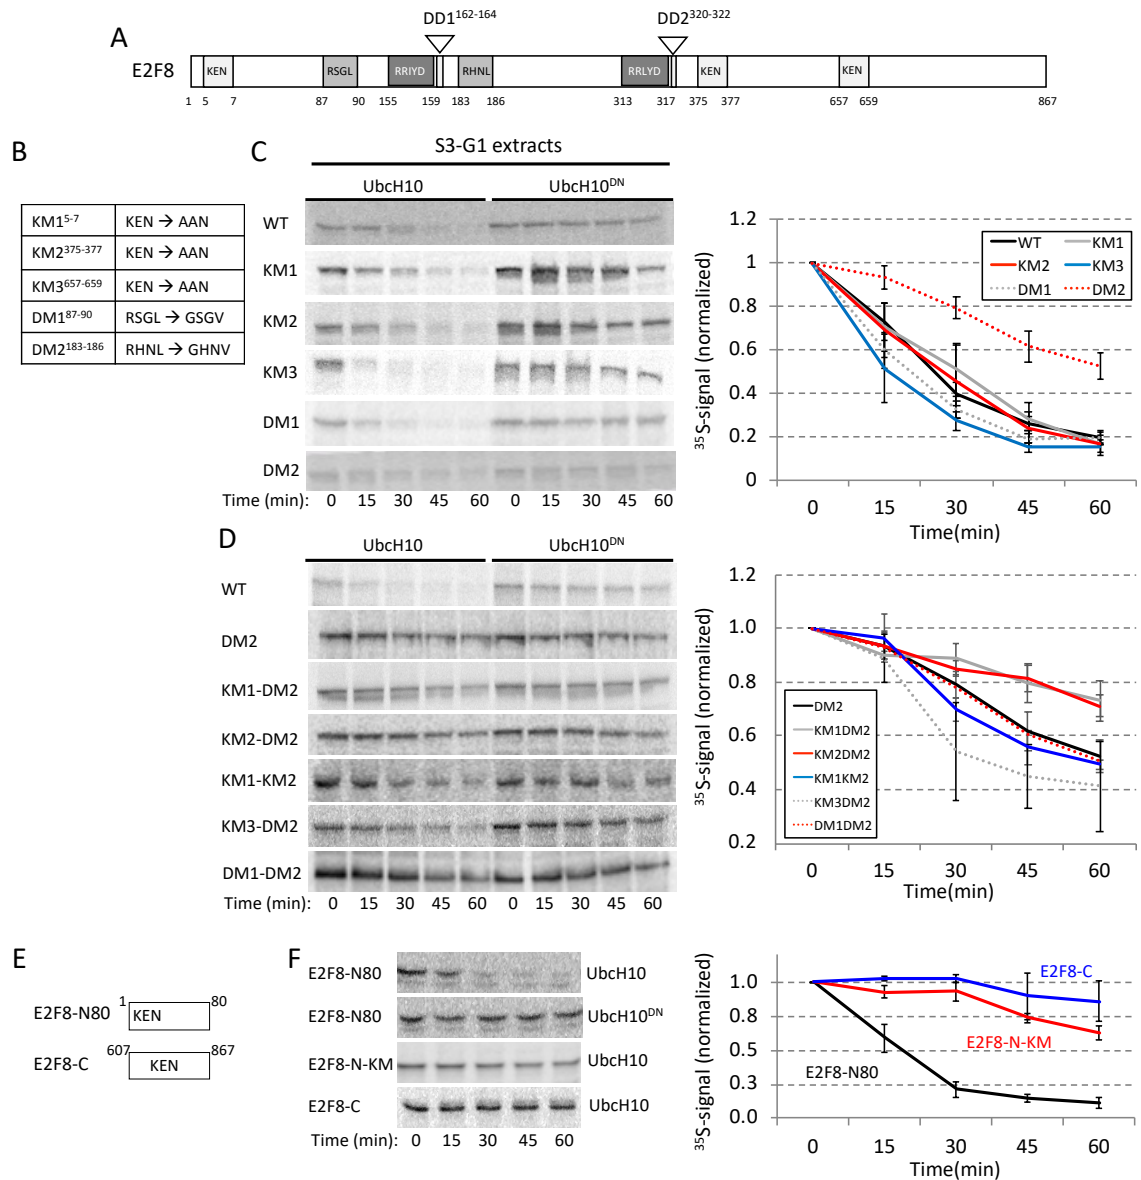 A
DD1162-164
DD2320-322
E2F8
KEN RSGL RRIYD RHNL RRLYD KEN KEN
1 5 7 87 90 155 159 183 186 313 317 375 377 657 659 867
B
KM15-7 KEN → AAN
KM2375-377 KEN → AAN
KM3657-659 KEN → AAN
DM187-90 RSGL → GSGV
DM2183-186 RHNL → GHNV
C
S3-G1 extracts
UbcH10 UbcH10DN
WT
KM1
KM2
KM3
DM1
DM2
Time (min): 0 15 30 45 60 0 15 30 45 60
35S-signal (normalized)
1.2
1
0.8
0.6
0.4
0.2
0
WT KM1
KM2 KM3
DM1 DM2
0 15 30 45 60
Time(min)
D
UbcH10 UbcH10DN
WT
DM2
KM1-DM2
KM2-DM2
KM1-KM2
KM3-DM2
DM1-DM2
Time (min): 0 15 30 45 60 0 15 30 45 60
35S-signal (normalized)
1.2
1.0
0.8
0.6
0.4
0.2
DM2
KM1DM2
KM2DM2
KM1KM2
KM3DM2
DM1DM2
0 15 30 45 60
Time(min)
E
1 80
E2F8-N80 KEN
607 867
E2F8-C KEN
F
E2F8-N80 UbcH10
E2F8-N80 UbcH10DN
E2F8-N-KM UbcH10
E2F8-C UbcH10
Time (min): 0 15 30 45 60
35S-signal (normalized)
1.0
0.8
0.5
0.3
0.0
E2F8-C
E2F8-N-KM
E2F8-N80
0 15 30 45 60
Time(min)